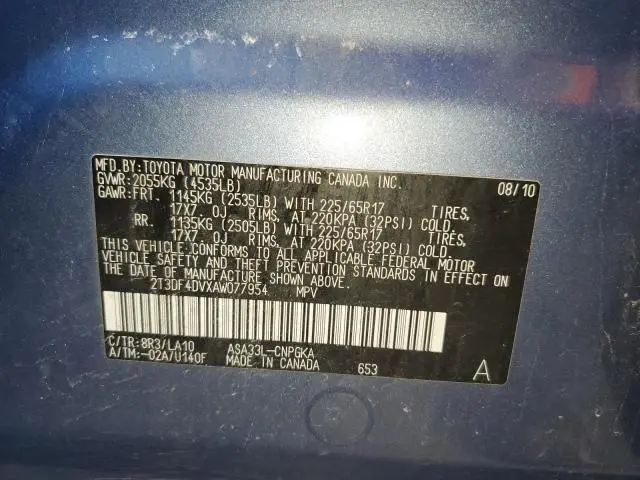 MFD.BY:TOYOTA MOTOR MANUFACTURING CANADA INC. 08/10
GVWR:2055KG (4535LB)
GAWR:FRT. 1145KG (2535LB) WITH 225/65R17 TIRES,
17X7 OJ - RIMS, AT 220KPA (32PSI) COLD.
RR. 1135KG (2505LB) WITH 225/65R17 TIRES,
17X7 OJ - RIMS, AT 220KPA (32PSI) COLD.
THIS VEHICLE CONFORMS TO ALL APPLICABLE FEDERAL MOTOR
VEHICLE SAFETY AND THEFT PREVENTION STANDARDS IN EFFECT ON THE DATE
OF MANUFACTURE SHOWN ABOVE.
2T3DF4DVXAW077954 MPV
C/TR:8R3/LA10 ASA33L-CNPGKA
A/TM:-02A/U140F MADE IN CANADA 653 A